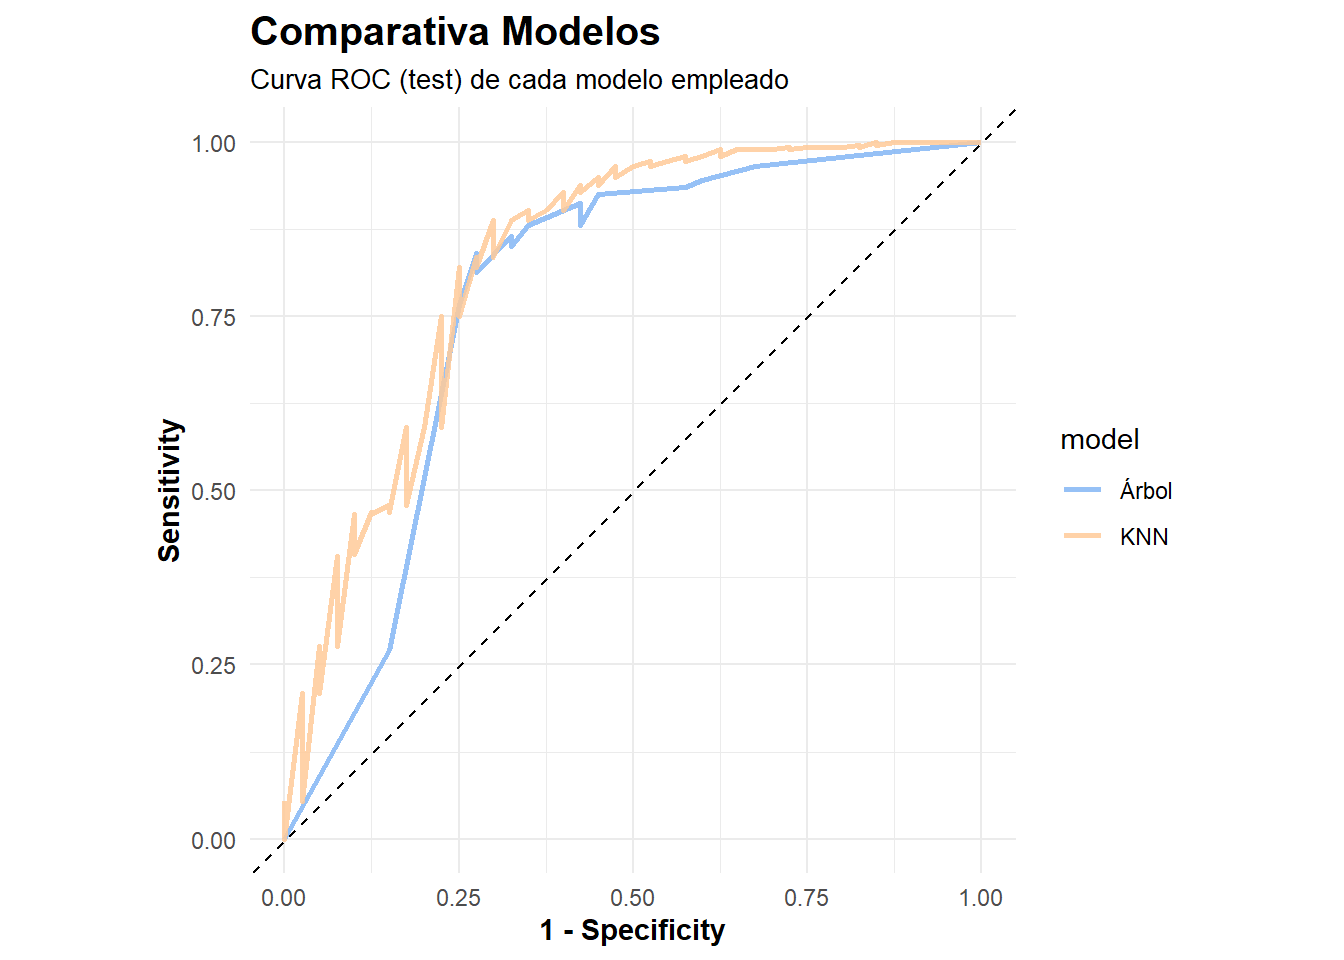 Comparativa Modelos
Curva ROC (test) de cada modelo empleado
1.00
0.75
0.50
0.25
0.00
Sensitivity
0.00 0.25 0.50 0.75 1.00
1 - Specificity
model
Árbol
KNN